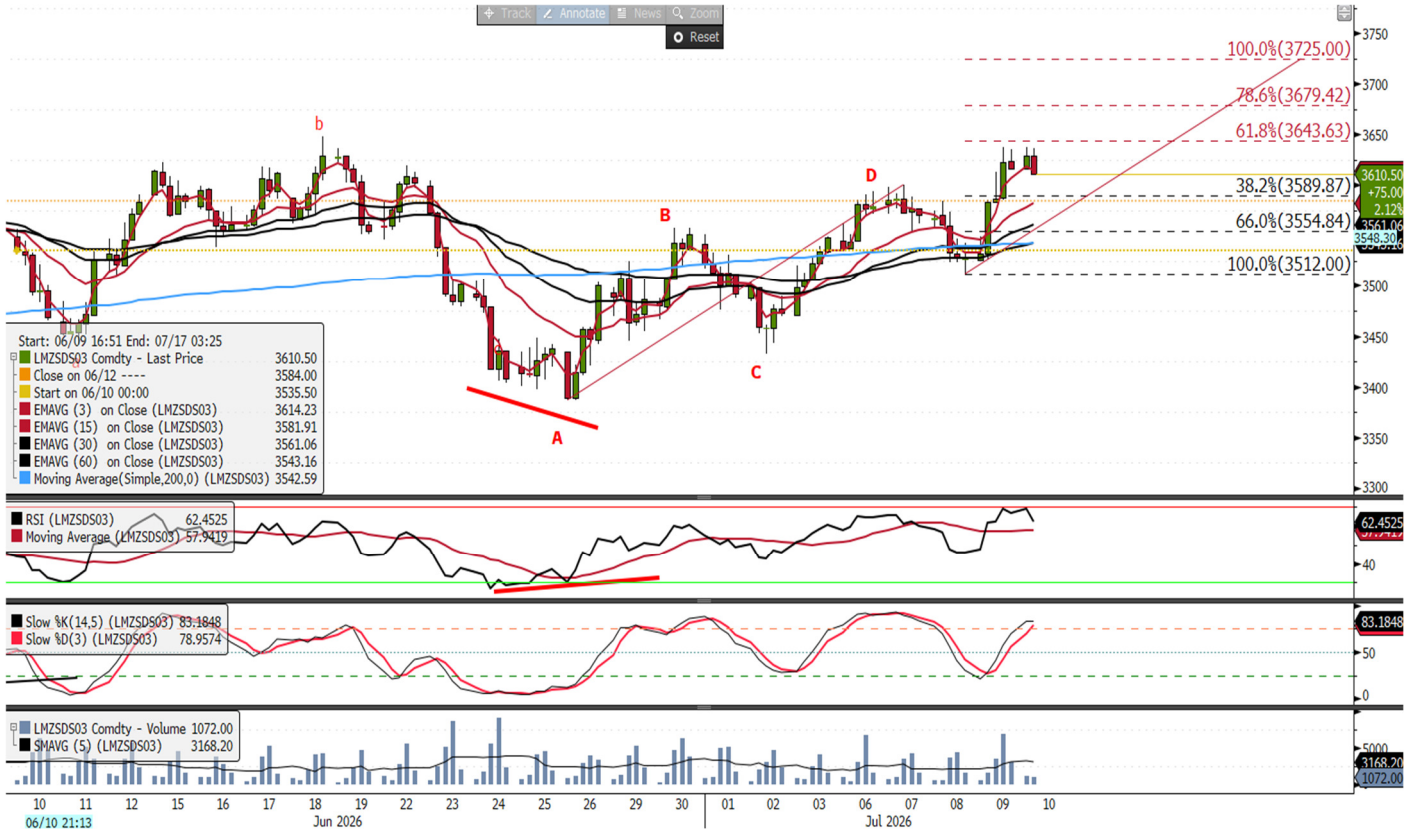 Track Annotate News Zoom
Reset
3750
100.0%(3725.00)
3700
78.6%(3679.42)
3650
61.8%(3643.63)
b
D
3610.50
+75.00
2.12%
38.2%(3589.87)
B
66.0%(3554.84)
3561.06
3548.30
100.0%(3512.00)
3500
3450
C
3400
A
3350
3300
Start: 06/09 16:51 End: 07/17 03:25
LMZSDS03 Comdty - Last Price 3610.50
Close on 06/12 ---- 3584.00
Start on 06/10 00:00 3535.50
EMAVG (3) on Close (LMZSDS03) 3614.23
EMAVG (15) on Close (LMZSDS03) 3581.91
EMAVG (30) on Close (LMZSDS03) 3561.06
EMAVG (60) on Close (LMZSDS03) 3543.16
Moving Average(Simple,200,0) (LMZSDS03) 3542.59
RSI (LMZSDS03) 62.4525
Moving Average (LMZSDS03) 57.9419
62.4525
57.9419
40
Slow %K(14,5) (LMZSDS03) 83.1848
Slow %D(3) (LMZSDS03) 78.9574
83.1848
50
0
LMZSDS03 Comdty - Volume 1072.00
SMAVG (5) (LMZSDS03) 3168.20
5000
3168.20
1072.00
10 11 12 15 16 17 18 19 22 23 24 25 26 29 30 01 02 03 06 07 08 09 10
06/10 21:13 Jun 2026 Jul 2026